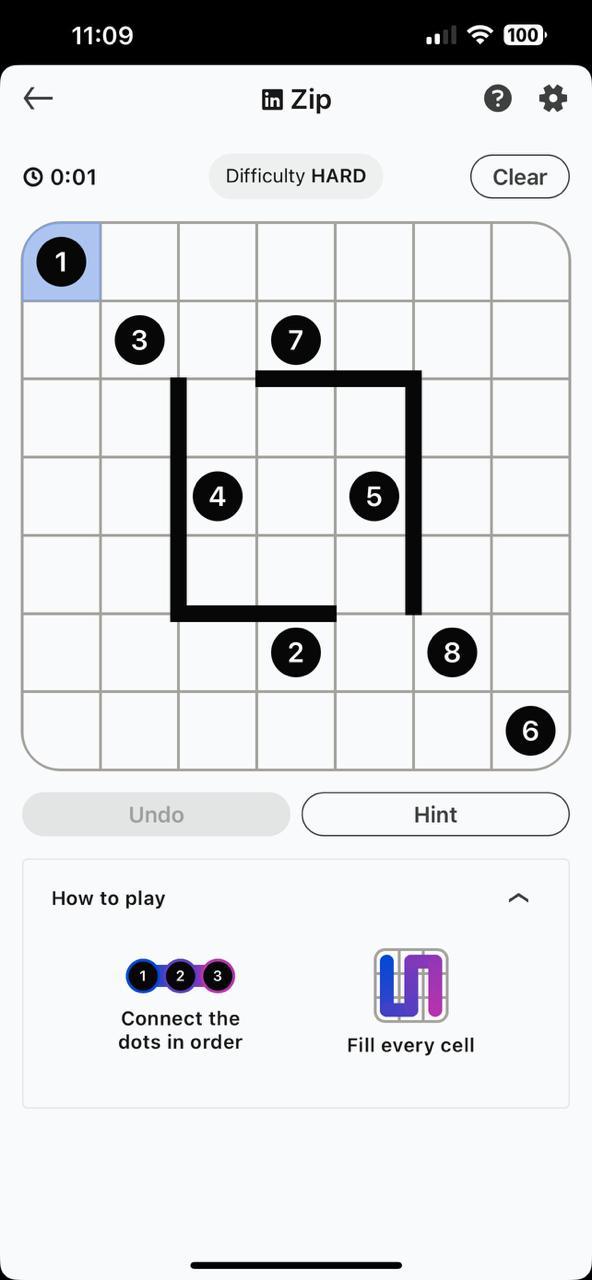 11:09
100
in Zip
?
0:01
Difficulty HARD
Clear
1
3
7
4
5
2
8
6
Undo
Hint
How to play
1 2 3
Connect the
dots in order
Fill every cell